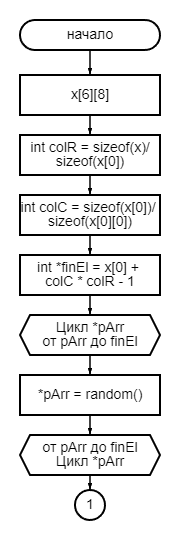 начало
x[6][8]
int colR = sizeof(x)/
sizeof(x[0])
int colC = sizeof(x[0])/
sizeof(x[0][0])
int *finEl = x[0] +
colC * colR - 1
Цикл *pArr
от pArr до finEl
*pArr = random()
от pArr до finEl
Цикл *pArr
1